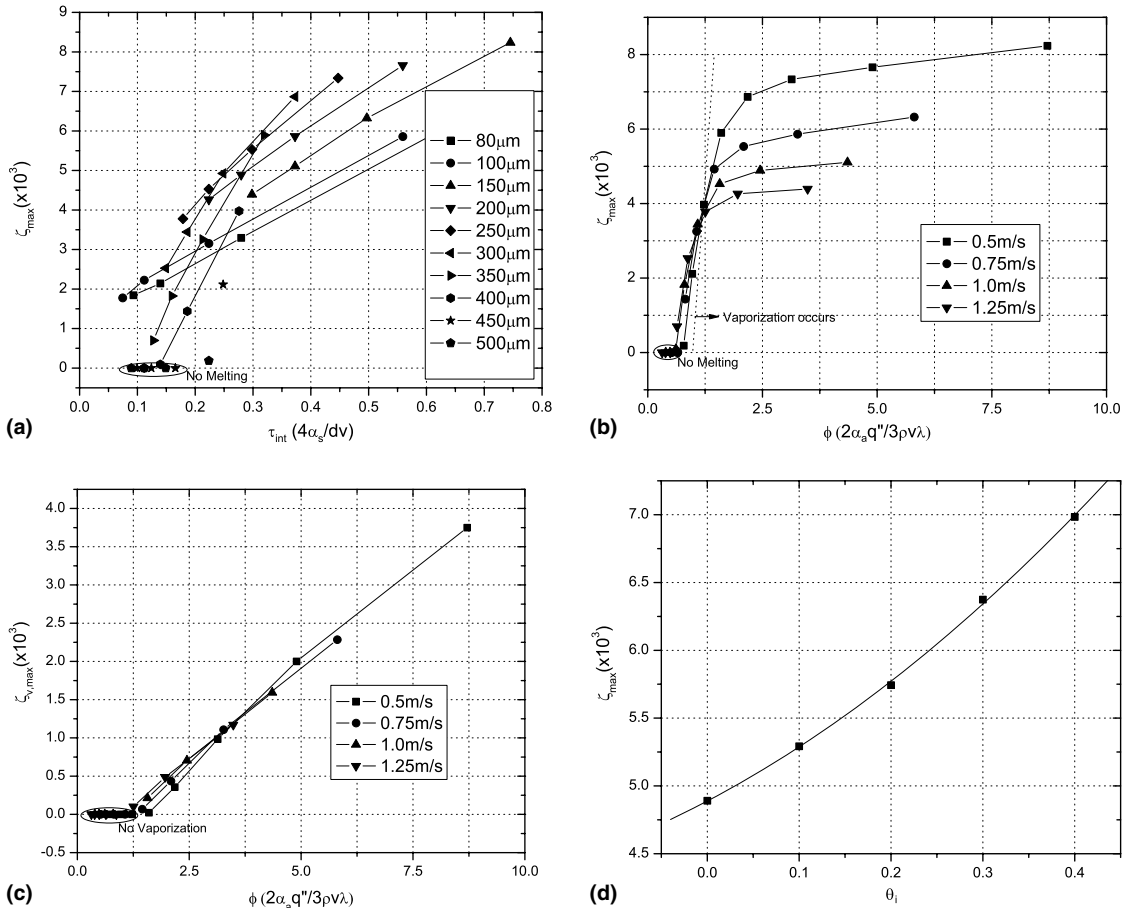 9
8
7
6
5
4
3
2
1
0
ζmax(x10³)
80μm
100μm
150μm
200μm
250μm
300μm
350μm
400μm
450μm
500μm
No Melting
0.0 0.1 0.2 0.3 0.4 0.5 0.6 0.7 0.8
(a)
τint (4αs/dv)
8
6
4
2
0
ζmax(x10³)
0.5m/s
0.75m/s
1.0m/s
1.25m/s
Vaporization occurs
No Melting
0.0 2.5 5.0 7.5 10.0
(b)
ϕ (2αaq"/3ρvλ)
4.0
3.5
3.0
2.5
2.0
1.5
1.0
0.5
0.0
-0.5
ζv,max(x10³)
0.5m/s
0.75m/s
1.0m/s
1.25m/s
No Vaporization
0.0 2.5 5.0 7.5 10.0
(c)
ϕ (2αaq"/3ρvλ)
7.0
6.5
6.0
5.5
5.0
4.5
ζmax(x10³)
0.0 0.1 0.2 0.3 0.4
(d)
θi